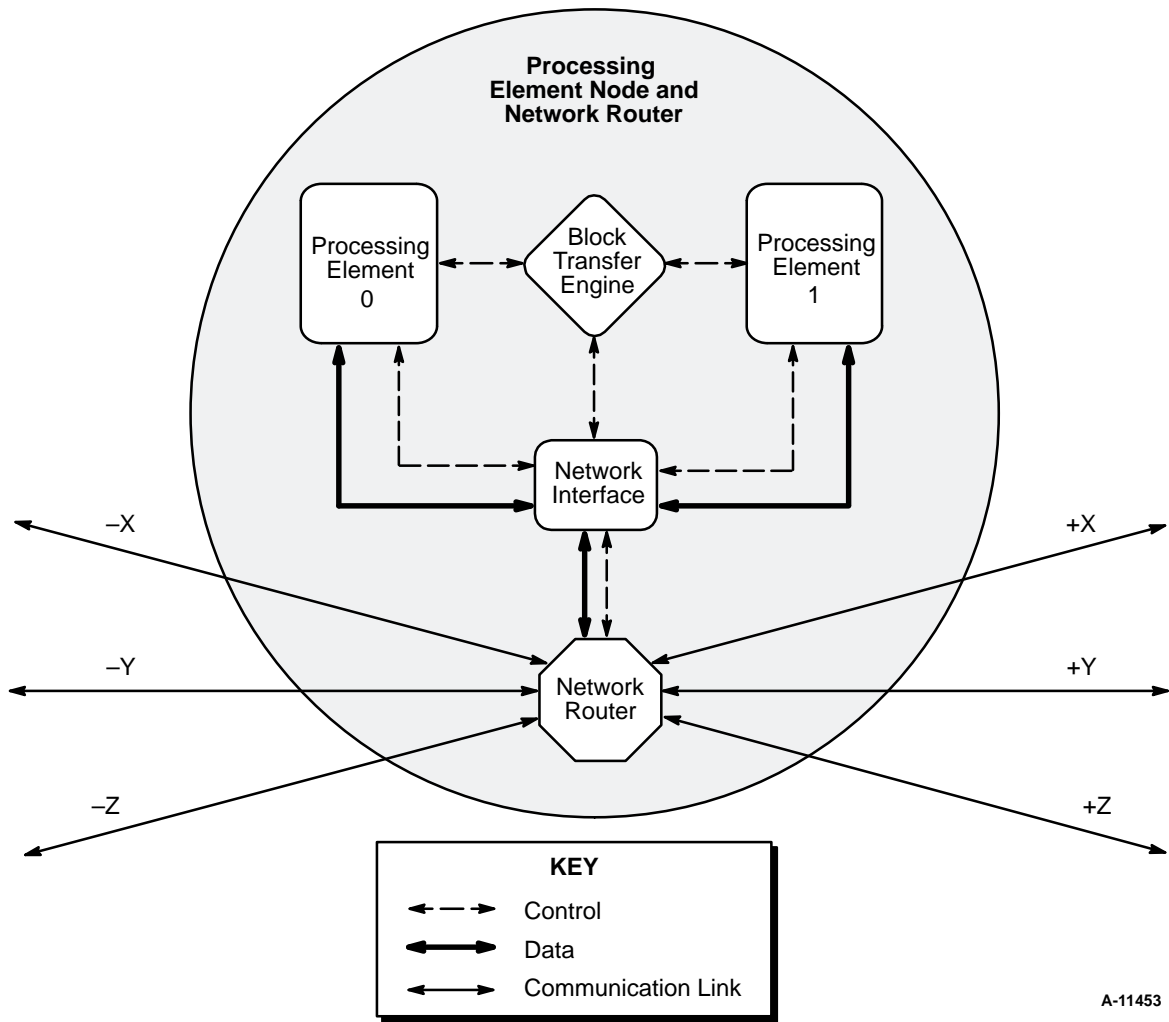 Processing
Element Node and
Network Router
Processing
Element
0
Block
Transfer
Engine
Processing
Element
1
Network
Interface
–X
+X
–Y
+Y
Network
Router
–Z
+Z
KEY
Control
Data
Communication Link
A-11453